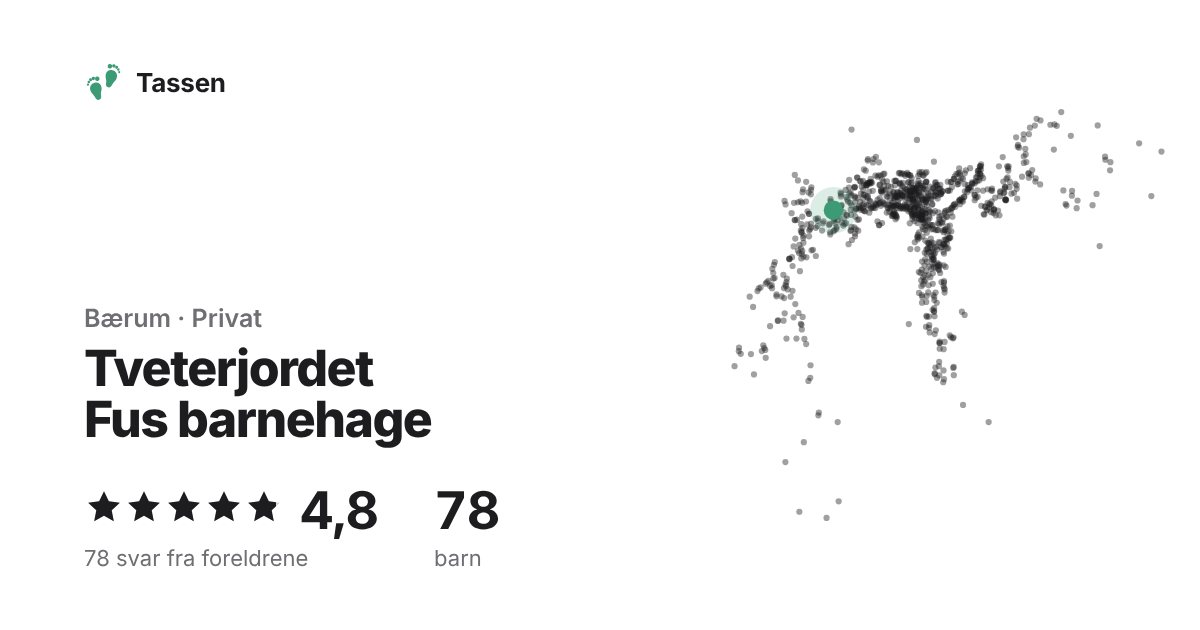 Tassen
Bærum · Privat
Tveterjordet
Fus barnehage
4,8
78
78 svar fra foreldrene
barn